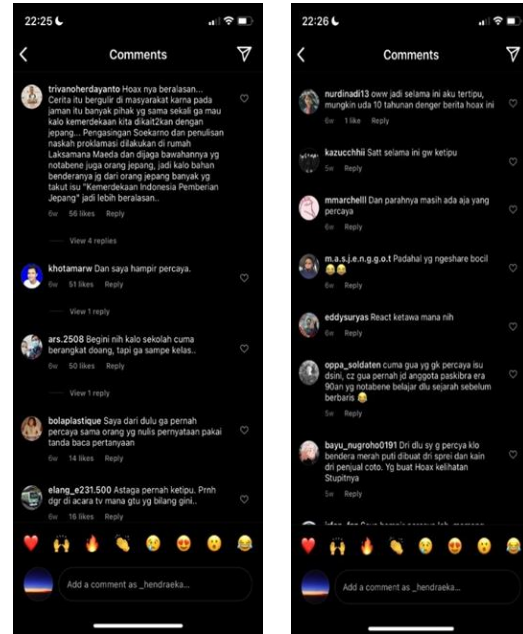 22:25
Comments
trivanoherdayanto Hoax nya beralasan...
Cerita itu bergulir di masyarakat karna pada
jaman itu banyak pihak yg sama sekali ga mau
kalo kemerdekaan kita dikait2kan dengan
jepang... Pengasingan Soekarno dan penulisan
naskah proklamasi dilakukan di rumah
Laksamana Maeda dan dijaga bawahannya yg
notabene juga orang jepang, jadi kalo bahan
benderanya jg dari orang jepang banyak yg
takut isu "Kemerdekaan Indonesia Pemberian
Jepang" jadi lebih beralasan..
6w 56 likes Reply
View 4 replies
khotamarw Dan saya hampir percaya.
6w 51 likes Reply
View 1 reply
ars.2508 Begini nih kalo sekolah cuma
berangkat doang, tapi ga sampe kelas..
6w 50 likes Reply
View 1 reply
bolaplastique Saya dari dulu ga pernah
percaya sama orang yg nulis pernyataan pakai
tanda baca pertanyaan
6w 14 likes Reply
elang_e231.500 Astaga pernah ketipu. Prnh
dgr di acara tv mana gtu yg bilang gini..
6w 16 likes Reply
Add a comment as _hendraeka...
22:26
Comments
nurdinadi13 oww jadi selama ini aku tertipu,
mungkin uda 10 tahunan denger berita hoax ini
6w 1 like Reply
kazucchhii Satt selama ini gw ketipu
5w Reply
mmarchelll Dan parahnya masih ada aja yang
percaya
6w Reply
m.a.s.j.e.n.g.g.o.t Padahal yg ngeshare bocil
😂😂
6w Reply
eddysuryas React ketawa mana nih
6w Reply
oppa_soldaten cuma gua yg gk percaya isu
dsini, cz gua pernah jd anggota paskibra era
90an yg notabene belajar dlu sejarah sebelum
berbaris 😂
5w Reply
bayu_nugroho0191 Dri dlu sy g percya klo
bendera merah puti dibuat dri sprei dan kain
dri penjual coto. Yg buat Hoax kelihatan
Stupitnya
5w Reply
Add a comment as _hendraeka...